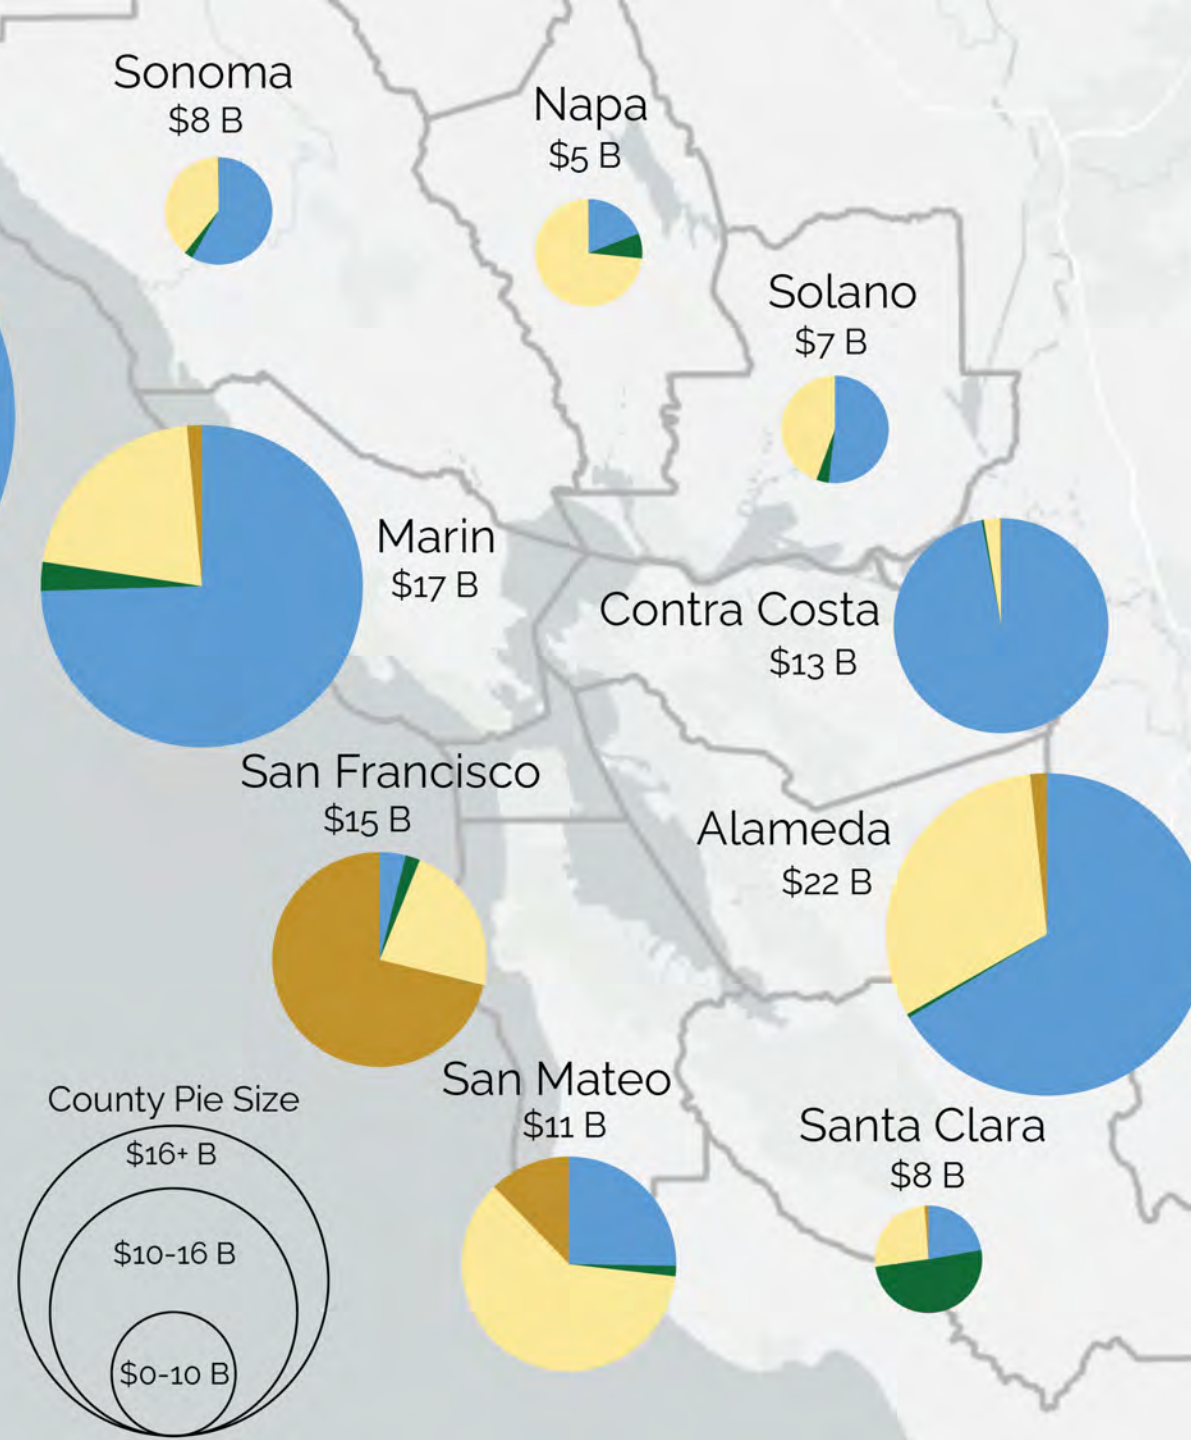 Sonoma
$8 B
Napa
$5 B
Solano
$7 B
Marin
$17 B
Contra Costa
$13 B
San Francisco
$15 B
Alameda
$22 B
San Mateo
$11 B
Santa Clara
$8 B
County Pie Size
$16+ B
$10-16 B
$0-10 B